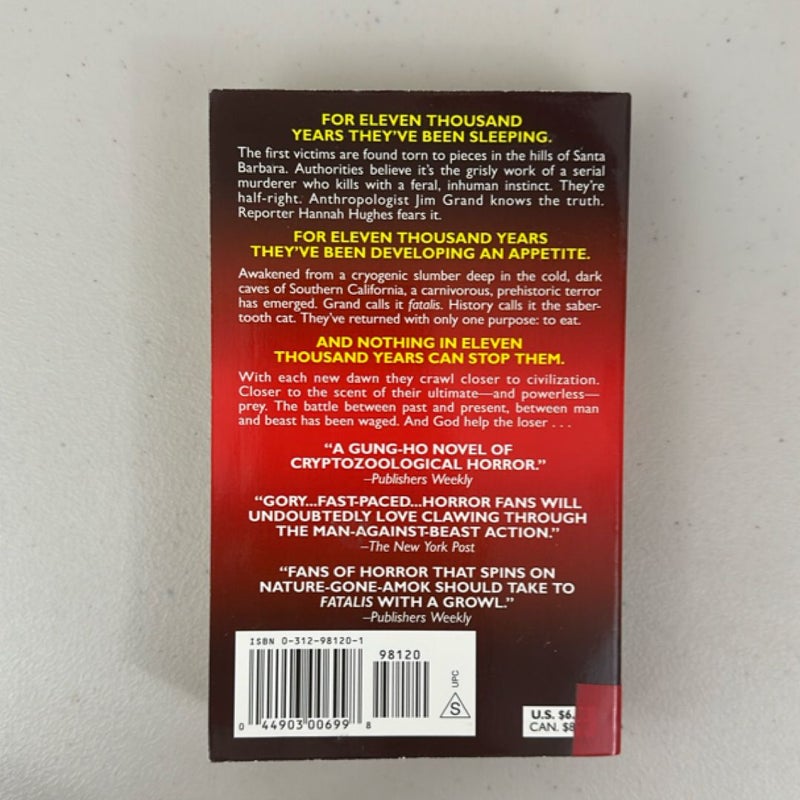 FOR ELEVEN THOUSAND
YEARS THEY'VE BEEN SLEEPING.
The first victims are found torn to pieces in the hills of Santa
Barbara. Authorities believe it's the grisly work of a serial
murderer who kills with a feral, inhuman instinct. They're
half-right. Anthropologist Jim Grand knows the truth.
Reporter Hannah Hughes fears it.
FOR ELEVEN THOUSAND YEARS
THEY'VE BEEN DEVELOPING AN APPETITE.
Awakened from a cryogenic slumber deep in the cold, dark
caves of Southern California, a carnivorous, prehistoric terror
has emerged. Grand calls it fatalis. History calls it the saber-
tooth cat. They've returned with only one purpose: to eat.
AND NOTHING IN ELEVEN
THOUSAND YEARS CAN STOP THEM.
With each new dawn they crawl closer to civilization.
Closer to the scent of their ultimate—and powerless—
prey. The battle between past and present, between man
and beast has been waged. And God help the loser . . .
"A GUNG-HO NOVEL OF
CRYPTOZOOLOGICAL HORROR."
–Publishers Weekly
"GORY...FAST-PACED...HORROR FANS WILL
UNDOUBTEDLY LOVE CLAWING THROUGH
THE MAN-AGAINST-BEAST ACTION."
–The New York Post
"FANS OF HORROR THAT SPINS ON
NATURE-GONE-AMOK SHOULD TAKE TO
FATALIS WITH A GROWL."
–Publishers Weekly
ISBN 0-312-98120-1
98120
UPC
S
0 44903 00699 8
U.S. $6.
CAN. $8